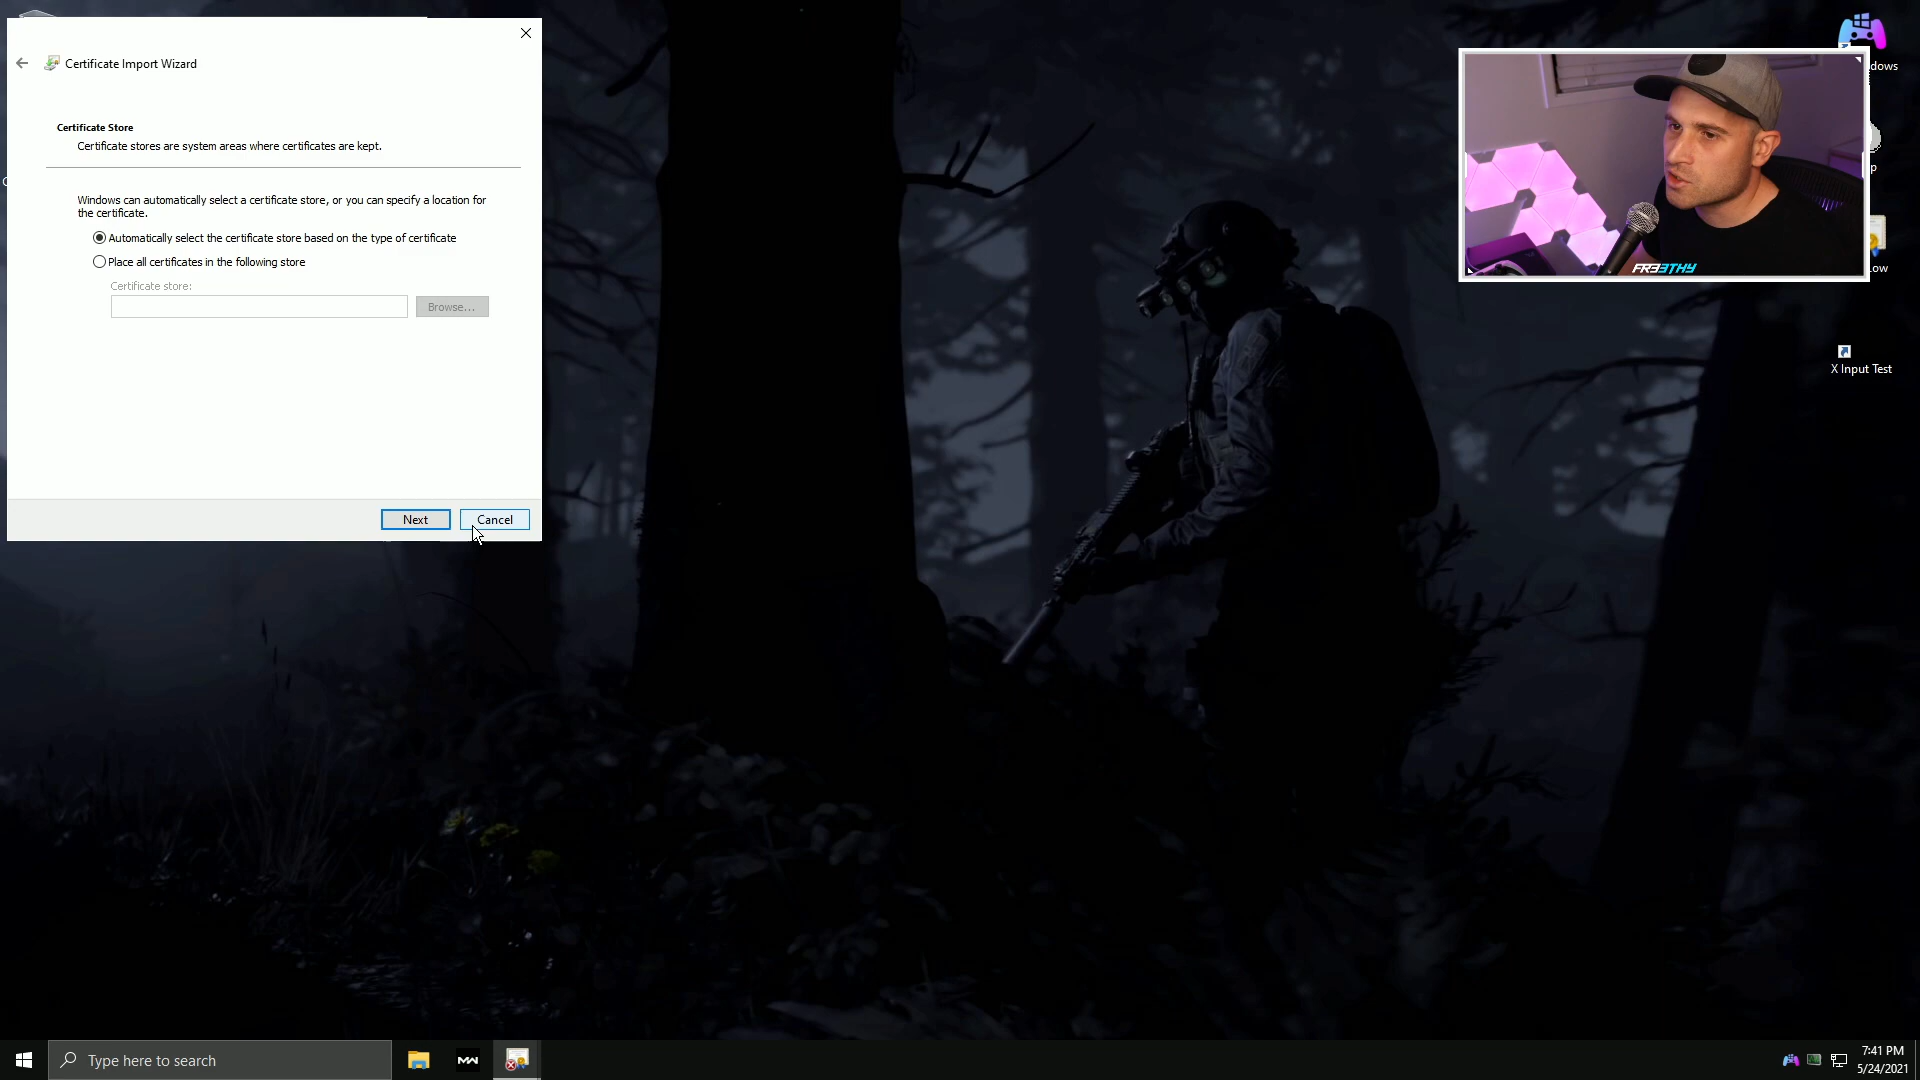 Certificate Import Wizard
Certificate Store
Certificate stores are system areas where certificates are kept.
Windows can automatically select a certificate store, or you can specify a location for
the certificate.
Automatically select the certificate store based on the type of certificate
Place all certificates in the following store
Certificate store:
Browse...
Next
Cancel
FR33THY
X Input Test
Type here to search
MW
7:41 PM
5/24/2021